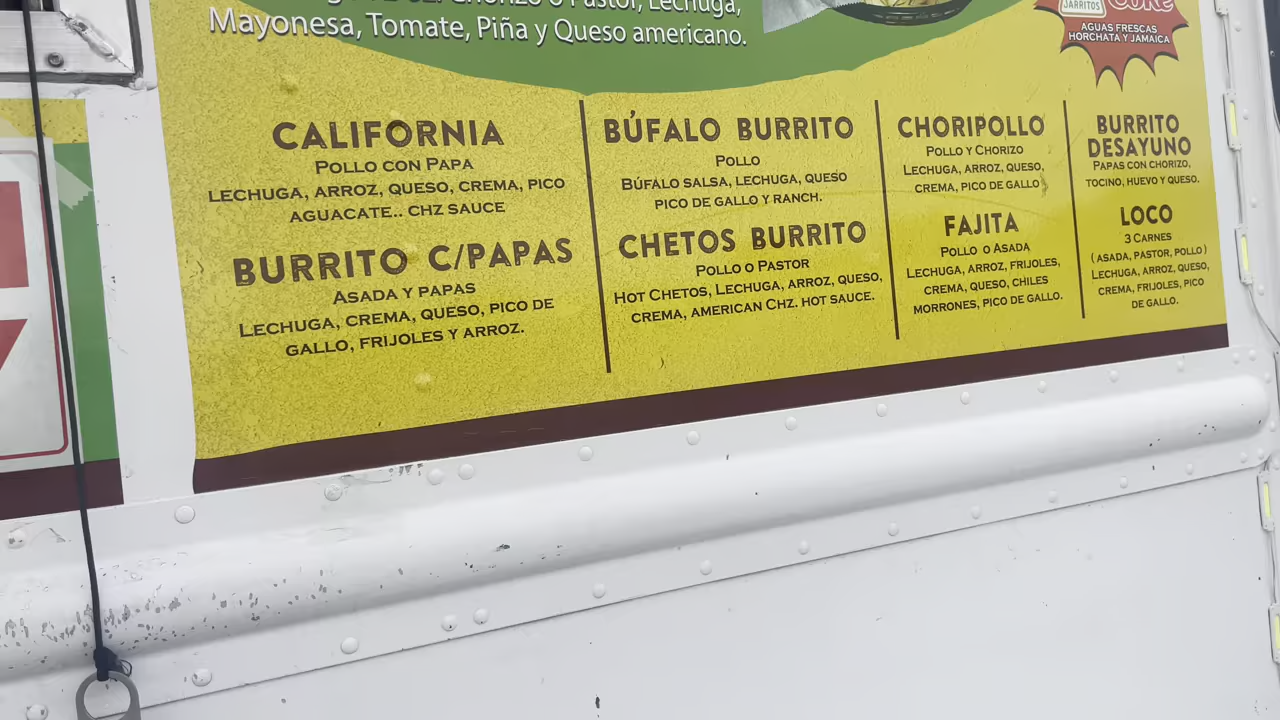 Chorizo o Pastor, Lechuga,
Mayonesa, Tomate, Piña y Queso americano.
JARRITOS
Coke
AGUAS FRESCAS
HORCHATA Y JAMAICA
CALIFORNIA
POLLO CON PAPA
LECHUGA, ARROZ, QUESO, CREMA, PICO
AGUACATE.. CHZ SAUCE
BURRITO C/PAPAS
ASADA Y PAPAS
LECHUGA, CREMA, QUESO, PICO DE
GALLO, FRIJOLES Y ARROZ.
BÚFALO BURRITO
POLLO
BÚFALO SALSA, LECHUGA, QUESO
PICO DE GALLO Y RANCH.
CHETOS BURRITO
POLLO O PASTOR
HOT CHETOS, LECHUGA, ARROZ, QUESO,
CREMA, AMERICAN CHZ. HOT SAUCE.
CHORIPOLLO
POLLO Y CHORIZO
LECHUGA, ARROZ, QUESO,
CREMA, PICO DE GALLO
FAJITA
POLLO O ASADA
LECHUGA, ARROZ, FRIJOLES,
CREMA, QUESO, CHILES
MORRONES, PICO DE GALLO.
BURRITO
DESAYUNO
PAPAS CON CHORIZO,
TOCINO, HUEVO Y QUESO.
LOCO
3 CARNES
( ASADA, PASTOR, POLLO )
LECHUGA, ARROZ, QUESO,
CREMA, FRIJOLES, PICO
DE GALLO.